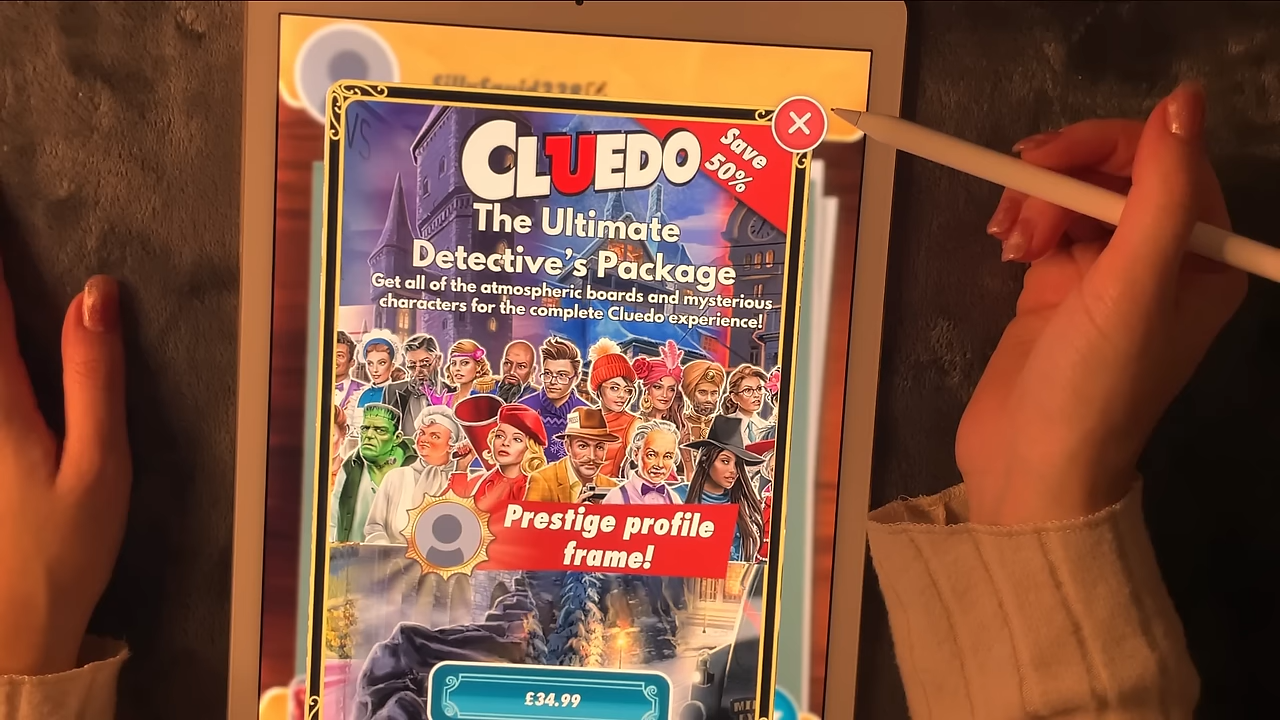 CLUEDO
Save
50%
The Ultimate
Detective's Package
Get all of the atmospheric boards and mysterious
characters for the complete Cluedo experience!
Prestige profile
frame!
£34.99